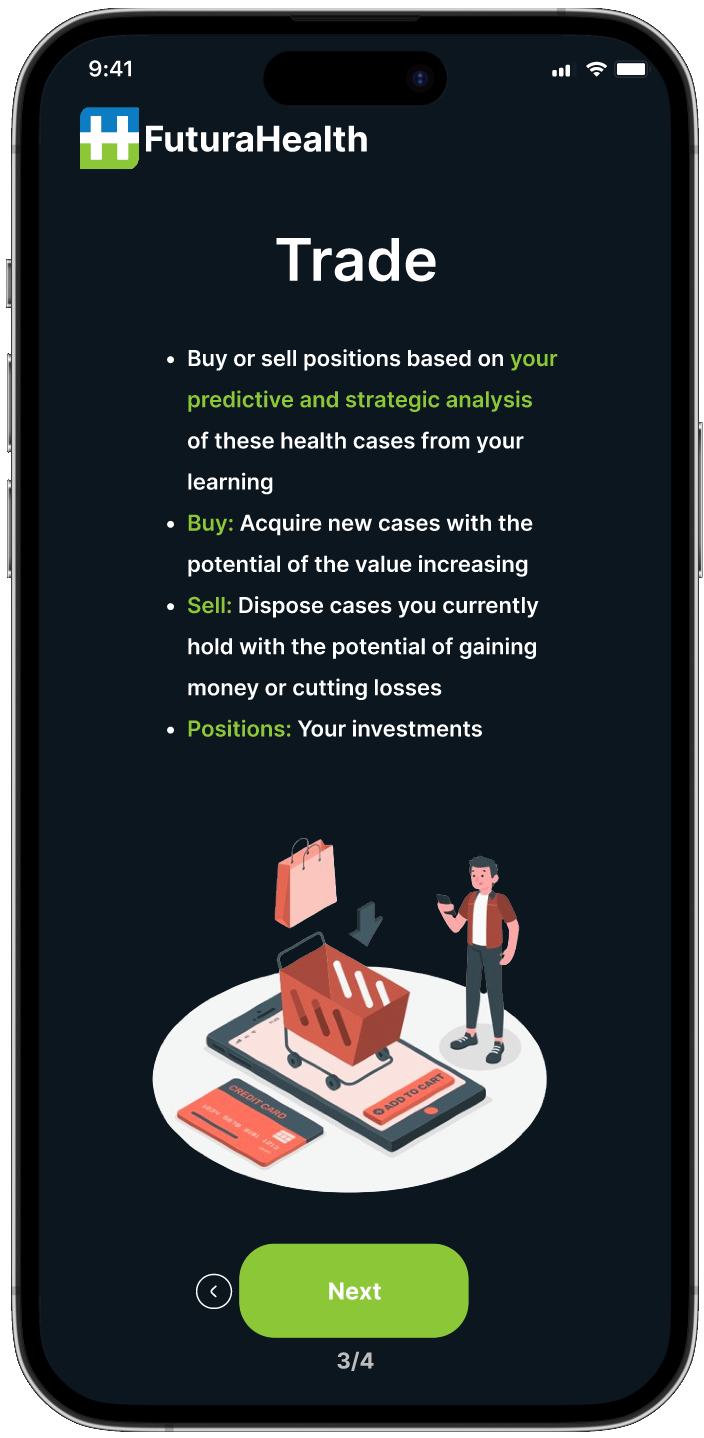 9:41
FuturaHealth
Trade
• Buy or sell positions based on your
predictive and strategic analysis
of these health cases from your
learning
• Buy: Acquire new cases with the
potential of the value increasing
• Sell: Dispose cases you currently
hold with the potential of gaining
money or cutting losses
• Positions: Your investments
ADD TO CART
CREDIT CARD
Next
3/4